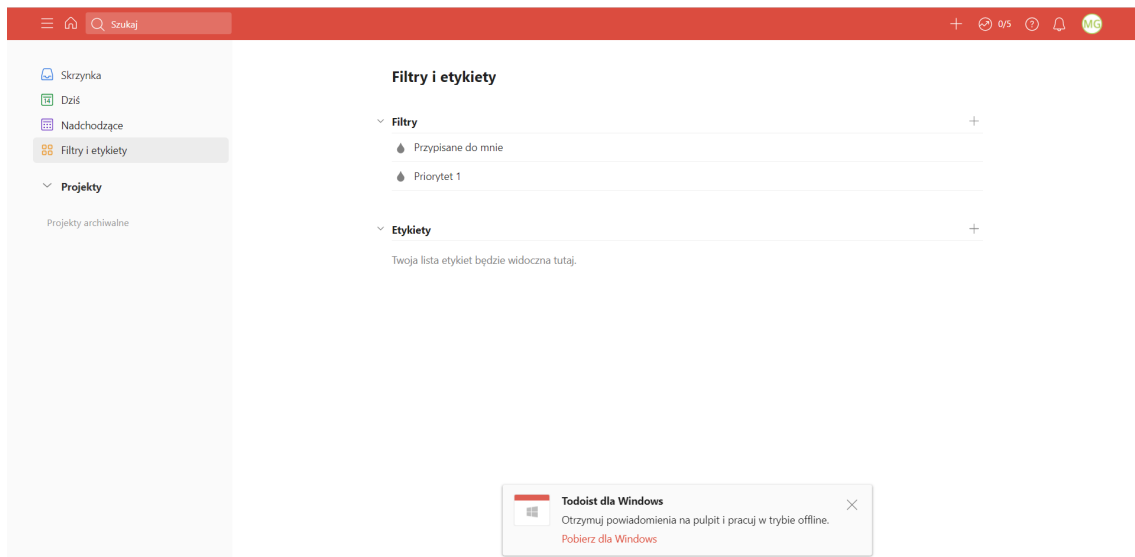 Szukaj
0/5
MG
Skrzynka
14
Dziś
Nadchodzące
Filtry i etykiety
Projekty
Projekty archiwalne
Filtry i etykiety
Filtry
Przypisane do mnie
Priorytet 1
Etykiety
Twoja lista etykiet będzie widoczna tutaj.
Todoist dla Windows
Otrzymuj powiadomienia na pulpit i pracuj w trybie offline.
Pobierz dla Windows